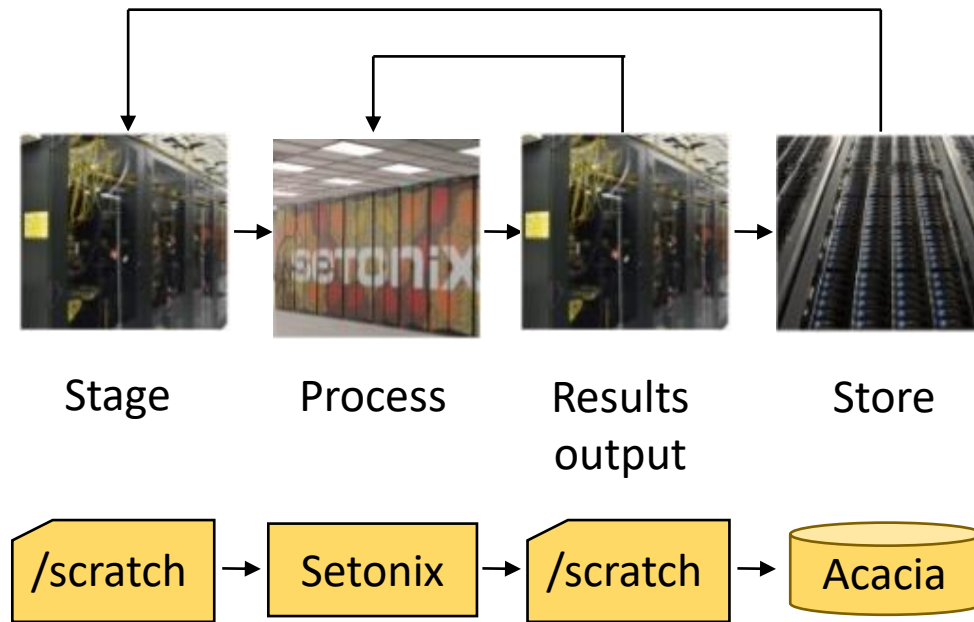 setonix
Stage
Process
Results
output
Store
/scratch
Setonix
/scratch
Acacia